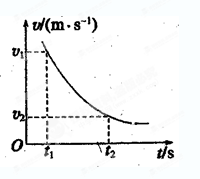 v/(m·s⁻¹)
v₁
v₂
O
t₁
t₂
t/s